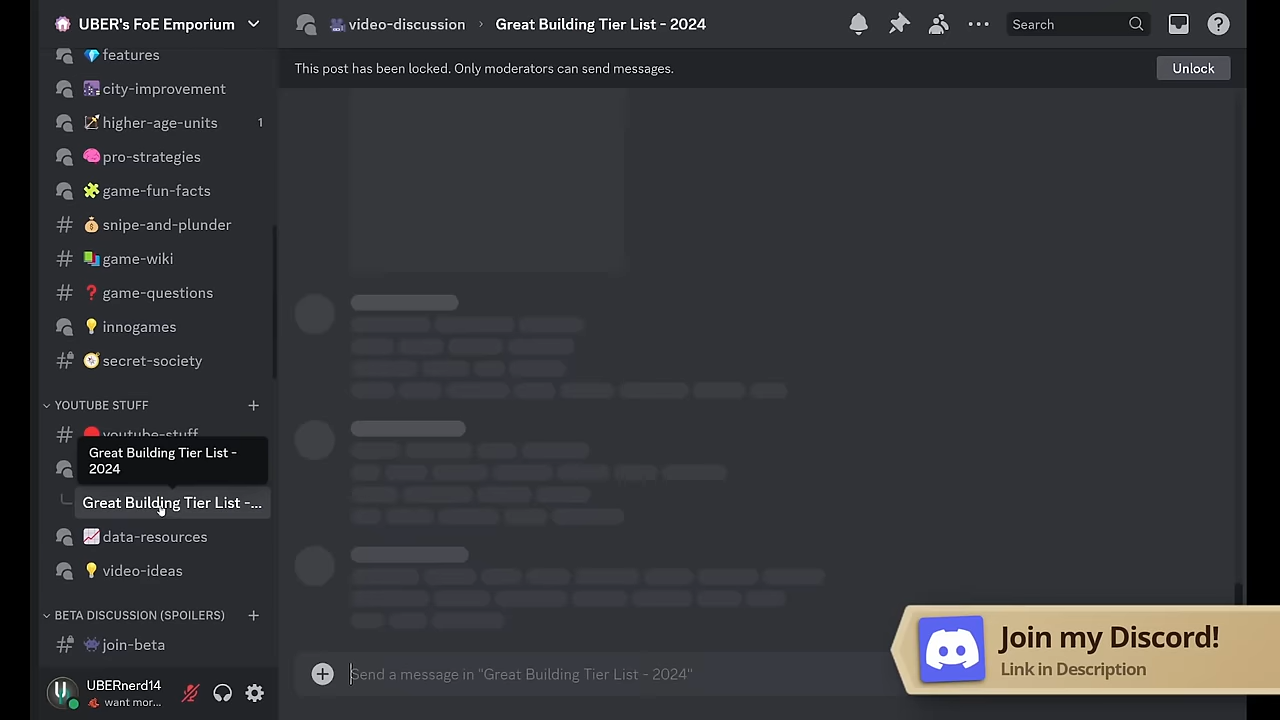 UBER's FoE Emporium
features
city-improvement
higher-age-units 1
pro-strategies
game-fun-facts
snipe-and-plunder
game-wiki
game-questions
innogames
secret-society
YOUTUBE STUFF
youtube-stuff
Great Building Tier List -
2024
Great Building Tier List -...
data-resources
video-ideas
BETA DISCUSSION (SPOILERS)
join-beta
UBERnerd14
want mor...
video-discussion › Great Building Tier List - 2024
Search
This post has been locked. Only moderators can send messages.
Unlock
Send a message in "Great Building Tier List - 2024"
Join my Discord!
Link in Description